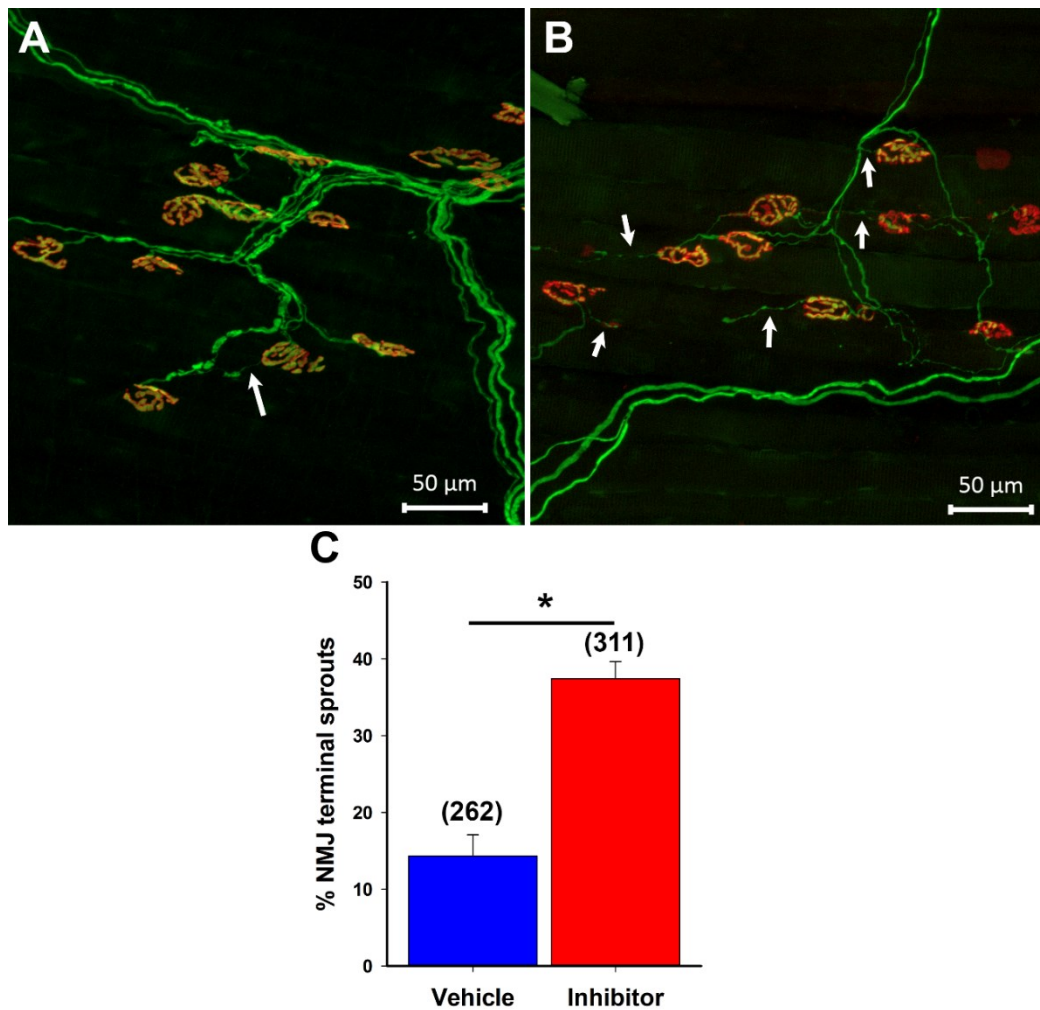 A
B
50 µm
50 µm
C
50
*
(311)
40
30
% NMJ terminal sprouts
20
(262)
10
0
Vehicle Inhibitor